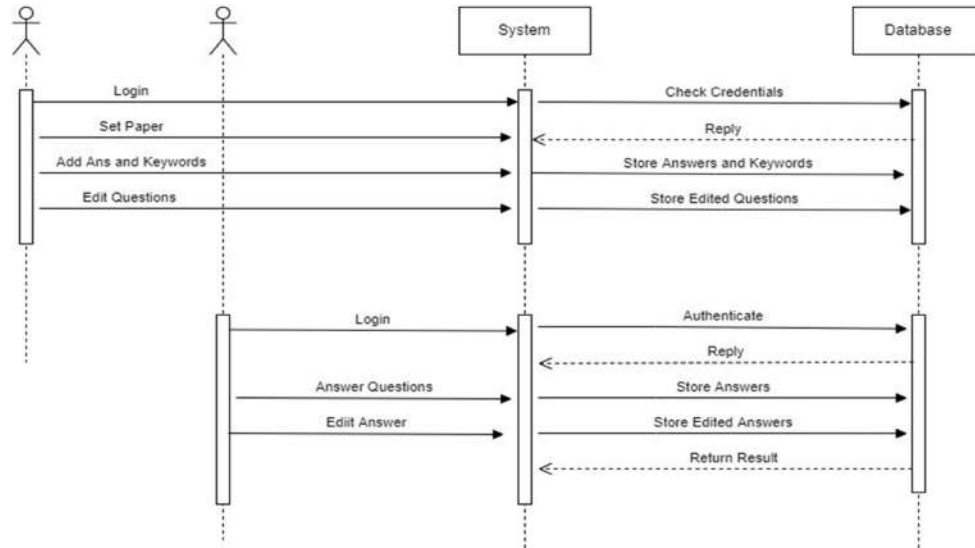 System
Database
Login
Check Credentials
Set Paper
Reply
Add Ans and Keywords
Store Answers and Keywords
Edit Questions
Store Edited Questions
Login
Authenticate
Reply
Answer Questions
Store Answers
Ediit Answer
Store Edited Answers
Return Result